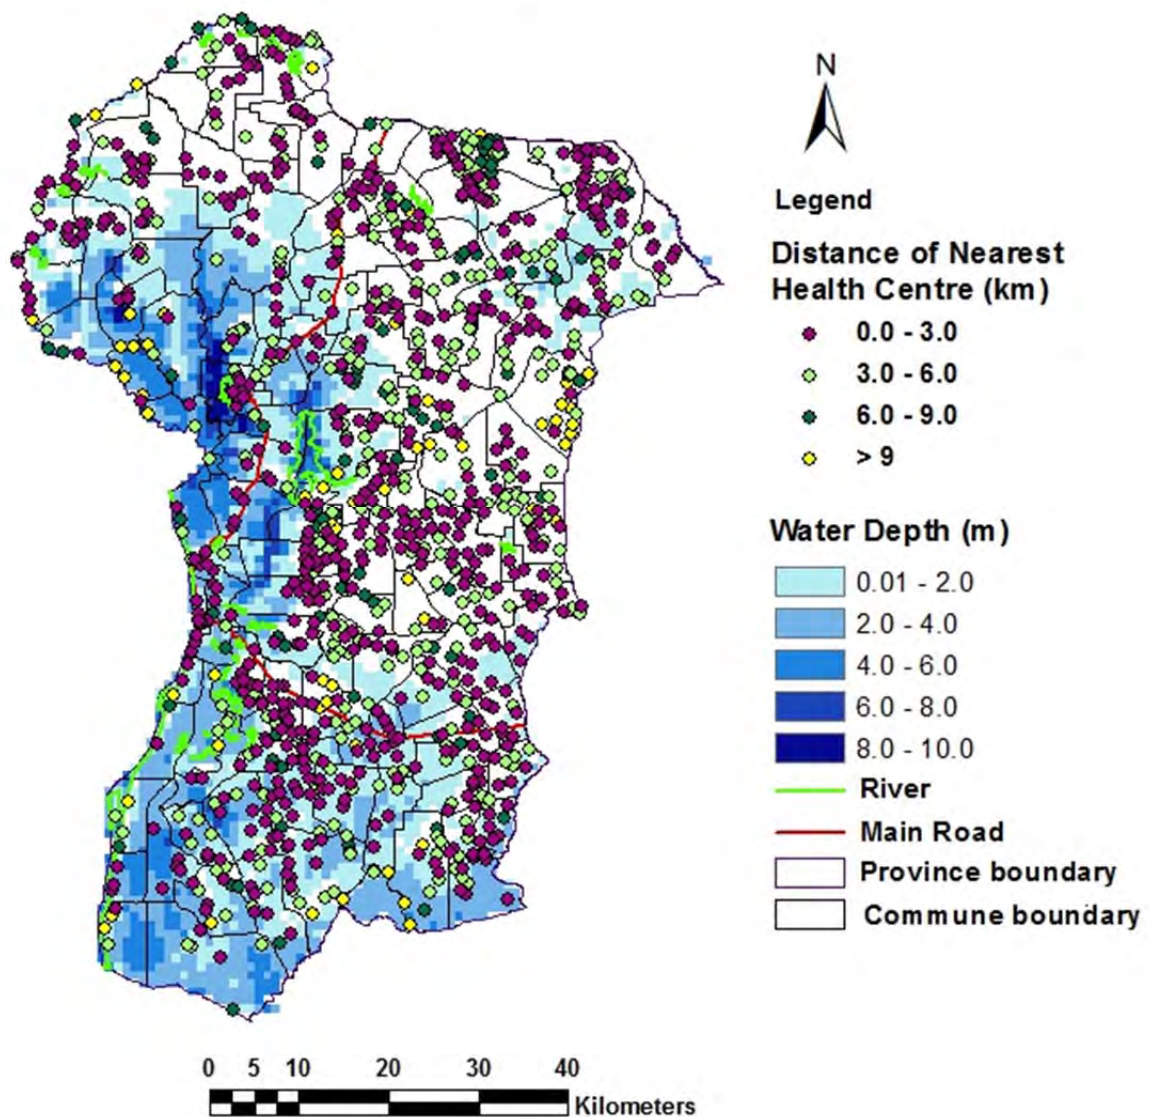 N
Legend
Distance of Nearest
Health Centre (km)
0.0 - 3.0
3.0 - 6.0
6.0 - 9.0
> 9
Water Depth (m)
0.01 - 2.0
2.0 - 4.0
4.0 - 6.0
6.0 - 8.0
8.0 - 10.0
River
Main Road
Province boundary
Commune boundary
0 5 10 20 30 40
Kilometers